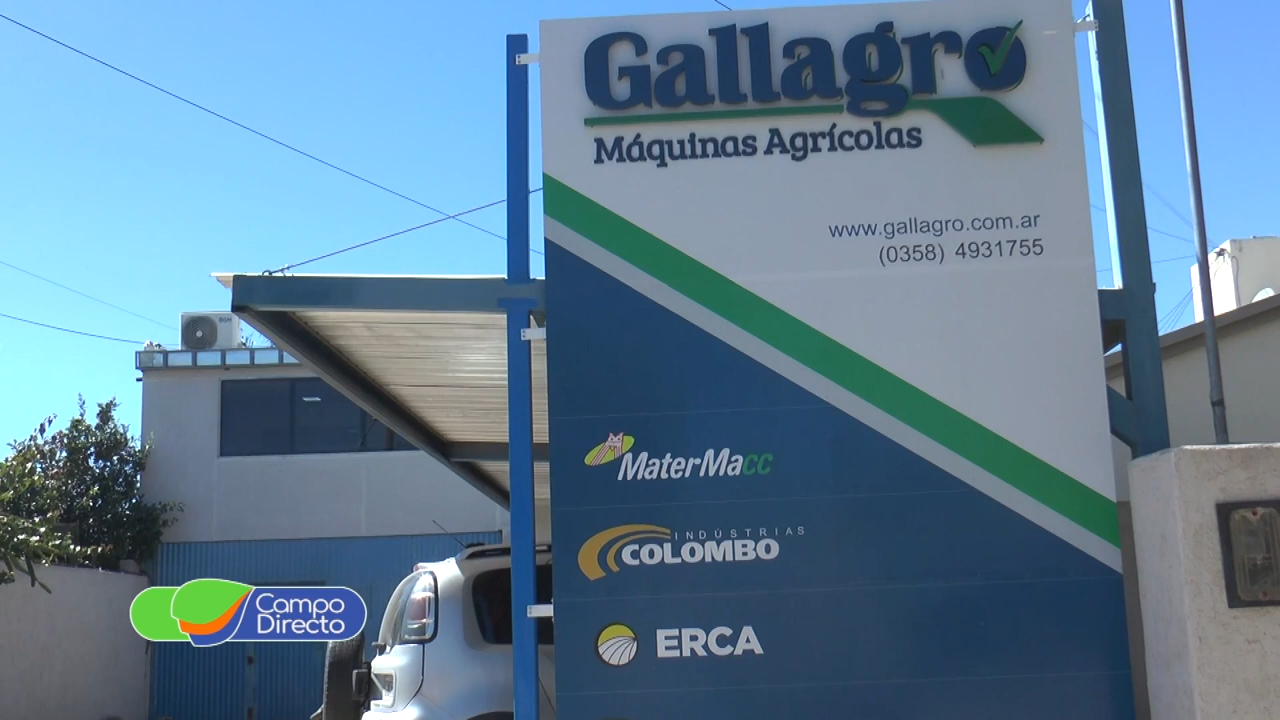 Gallagro
Máquinas Agrícolas
www.gallagro.com.ar
(0358) 4931755
MaterMacc
INDÚSTRIAS
COLOMBO
ERCA
Campo
Directo